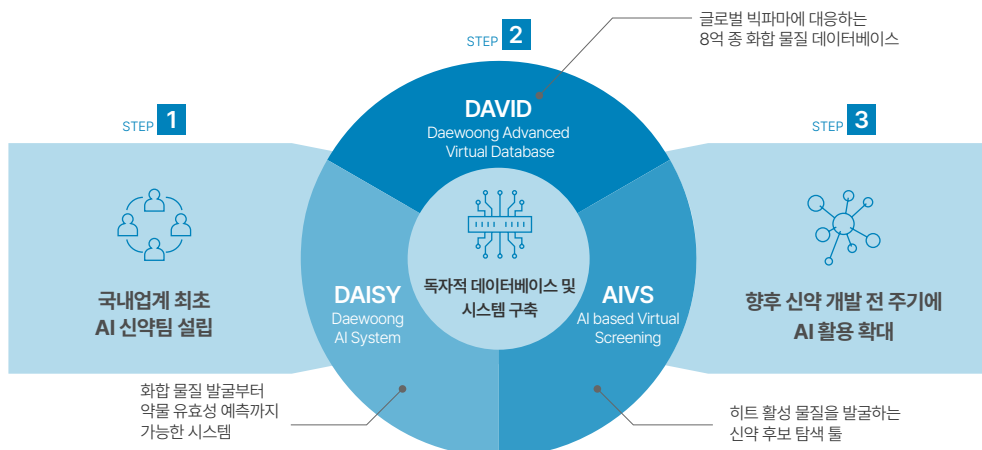 STEP 1
국내업계 최초
AI 신약팀 설립
STEP 2
글로벌 빅파마에 대응하는
8억 종 화합 물질 데이터베이스
DAVID
Daewoong Advanced
Virtual Database
독자적 데이터베이스 및
시스템 구축
DAISY
Daewoong
AI System
화합 물질 발굴부터
약물 유효성 예측까지
가능한 시스템
AIVS
AI based Virtual
Screening
히트 활성 물질을 발굴하는
신약 후보 탐색 툴
STEP 3
향후 신약 개발 전 주기에
AI 활용 확대